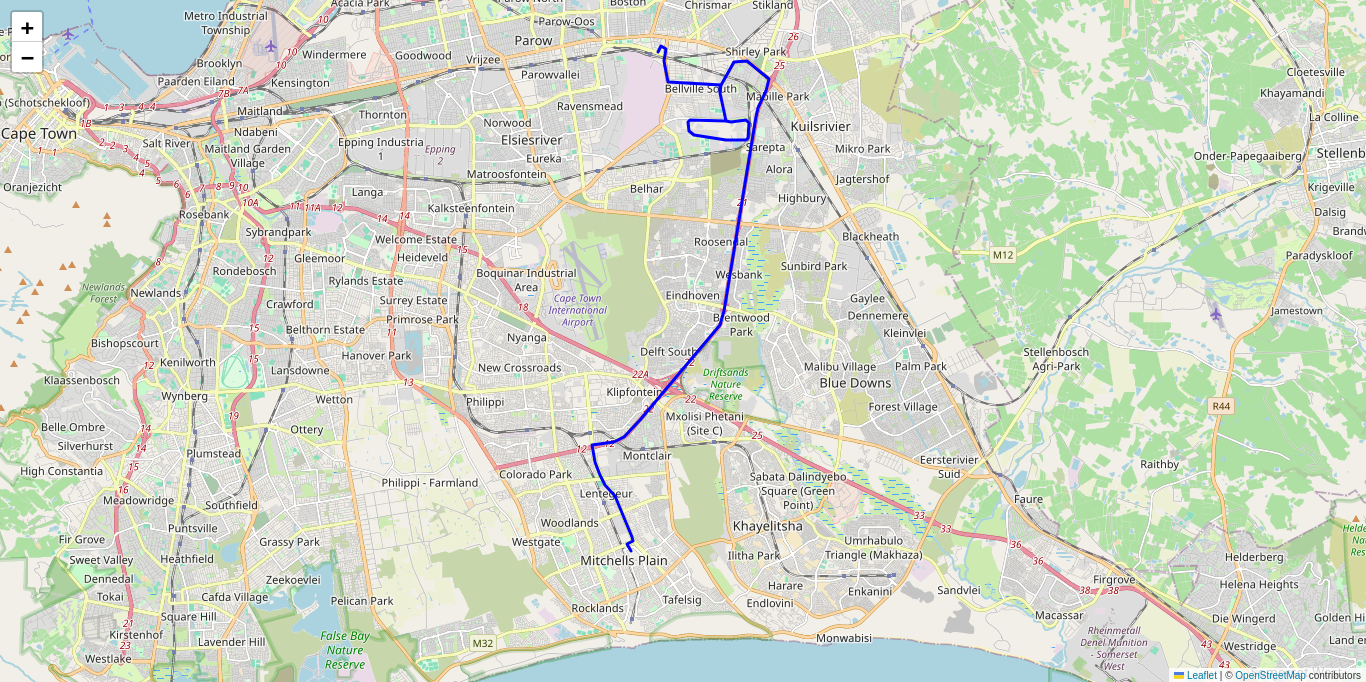 +
−
Acacia Park
Parow North
Boston
Chrismar
Stikland
Metro Industrial
Township
Parow-Oos
Parow
Windermere
Goodwood
Vrijzee
Shirley Park
Brooklyn
Paarden Eiland
Kensington
Parowvallei
Bellville South
Mabille Park
Cloetesville
Khayamandi
La Colline
(Schotschekloof)
Cape Town
Maitland
Thornton
Ravensmead
Norwood
Elsiesrivier
Kuilsrivier
Ndabeni
Salt River
Maitland Garden
Village
Epping Industria
1
Epping
2
Eureka
Matroosfontein
Sarepta
Mikro Park
Onder-Papegaaiberg
Stellenb
Oranjezicht
Langa
Belhar
Alora
Jagtershof
Krigeville
Rosebank
Kalksteenfontein
Highbury
Dalsig
Sybrandpark
Welcome Estate
Roosendal
Blackheath
Brandw
Gleemoor
Heideveld
M12
Paradyskloof
Rondebosch
Rylands Estate
Boquinar Industrial
Area
Wesbank
Sunbird Park
Newlands
Forest
Newlands
Crawford
Surrey Estate
Cape Town
International
Airport
Eindhoven
Gaylee
Dennemere
Jamestown
Primrose Park
Belthorn Estate
Brentwood
Park
Bishopscourt
Nyanga
Kleinvlei
Kenilworth
Hanover Park
Delft South
Stellenbosch
Agri-Park
Klaassenbosch
Lansdowne
New Crossroads
Driftsands
Nature
Reserve
Malibu Village
Palm Park
Blue Downs
Wynberg
Wetton
Philippi
Klipfontein
Forest Village
R44
Belle Ombre
Ottery
Mxolisi Phetani
(Site C)
Silverhurst
Plumstead
Montclair
High Constantia
Colorado Park
Eersterivier
Suid
Raithby
Philippi - Farmland
Sabata Dalindyebo
Square (Green
Point)
Meadowridge
Southfield
Lentegeur
Faure
Puntsville
Woodlands
Khayelitsha
Fir Grove
Grassy Park
Westgate
Umrhabulo
Triangle (Makhaza)
Sweet Valley
Heathfield
Mitchells Plain
Ilitha Park
Helderberg
Dennedal
Zeekoevlei
Harare
Enkanini
Sandvlei
Firgrove
Helena Heights
Tokai
Cafda Village
Pelican Park
Rocklands
Tafelsig
Endlovini
Macassar
Die Wingerd
Square Hill
Golden Hi
Kirstenhof
Lavender Hill
False Bay
Nature
Reserve
M32
Monwabisi
Rheinmetall
Denel Munition
- Somerset
West
Westridge
Westlake
Leaflet | © OpenStreetMap contributors